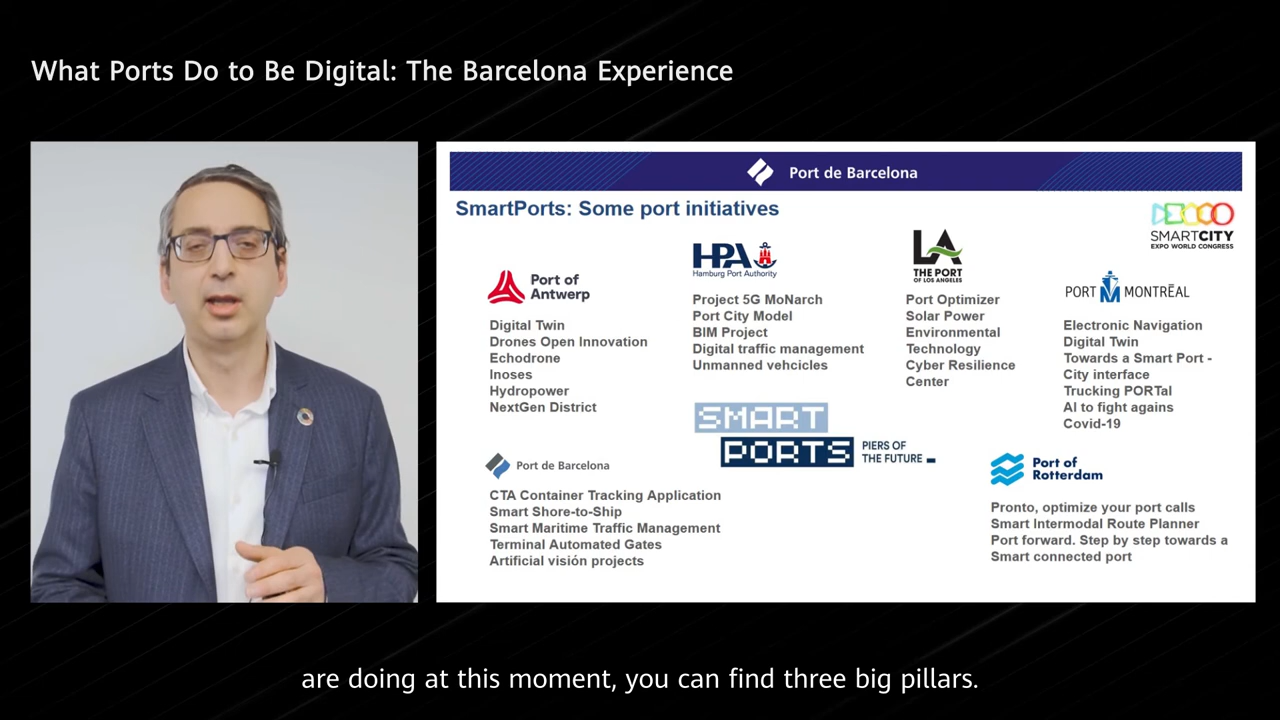 What Ports Do to Be Digital: The Barcelona Experience
Port de Barcelona
SmartPorts: Some port initiatives
SMARTCITY
EXPO WORLD CONGRESS
Port of
Antwerp
Digital Twin
Drones Open Innovation
Echodrone
Inoses
Hydropower
NextGen District
HPA
Hamburg Port Authority
Project 5G MoNarch
Port City Model
BIM Project
Digital traffic management
Unmanned vehcicles
LA
THE PORT
OF LOS ANGELES
Port Optimizer
Solar Power
Environmental
Technology
Cyber Resilience
Center
PORT M MONTRÉAL
Electronic Navigation
Digital Twin
Towards a Smart Port -
City interface
Trucking PORTal
AI to fight agains
Covid-19
SMART
PORTS
PIERS OF
THE FUTURE
Port de Barcelona
CTA Container Tracking Application
Smart Shore-to-Ship
Smart Maritime Traffic Management
Terminal Automated Gates
Artificial visión projects
Port of
Rotterdam
Pronto, optimize your port calls
Smart Intermodal Route Planner
Port forward. Step by step towards a
Smart connected port
are doing at this moment, you can find three big pillars.